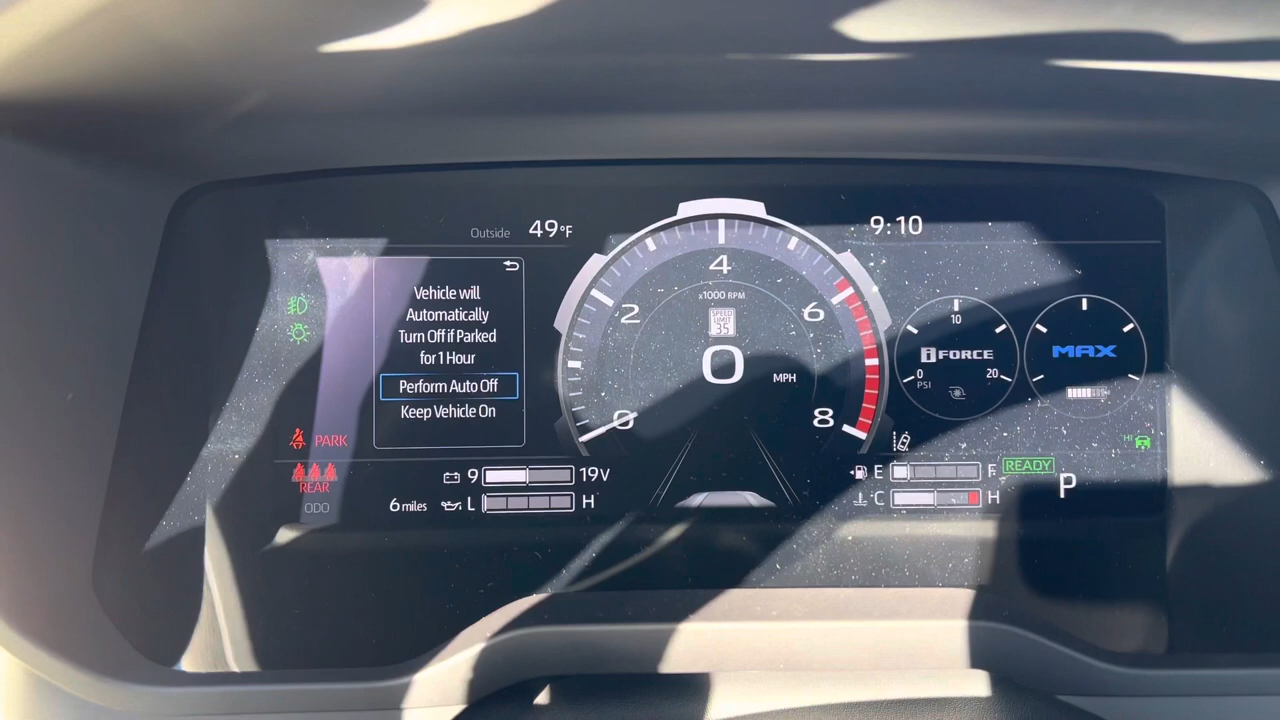 Outside 49°F
9:10
Vehicle will
Automatically
Turn Off if Parked
for 1 Hour
Perform Auto Off
Keep Vehicle On
4
x1000 RPM
2
6
SPEED
LIMIT
35
0
MPH
0
8
10
iFORCE
0
20
PSI
MAX
PARK
REAR
ODO
6 miles
9 19V
L H
E F
C H
READY
P
HI